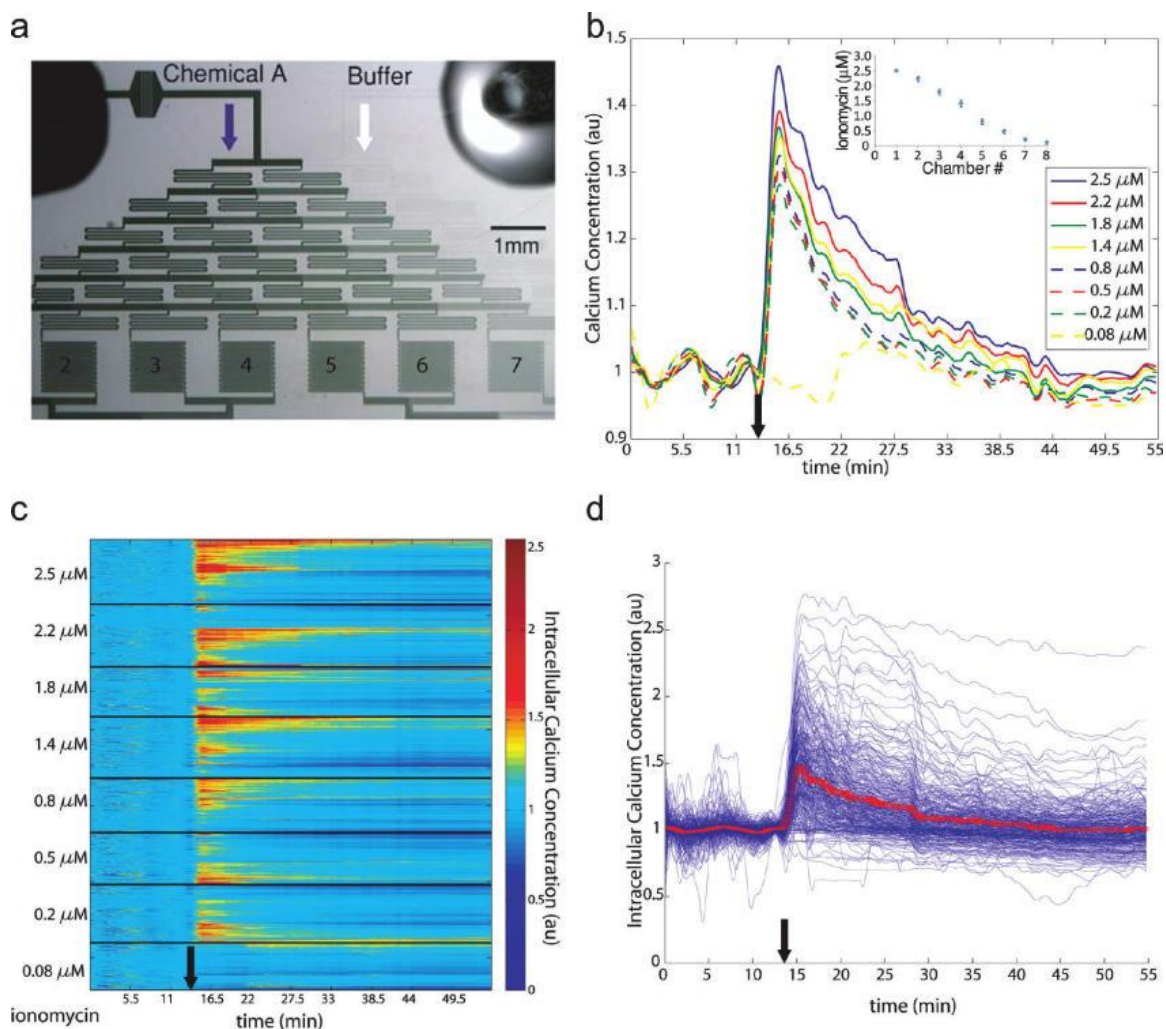 a
Chemical A
Buffer
1mm
2 3 4 5 6 7
b
Calcium Concentration (au)
1.5
1.4
1.3
1.2
1.1
1
0.9
0 5.5 11 16.5 22 27.5 33 38.5 44 49.5 55
time (min)
Ionomycin (μM)
3.0
2.5
2.0
1.5
1.0
0.5
0
0 1 2 3 4 5 6 7 8
Chamber #
2.5 μM
2.2 μM
1.8 μM
1.4 μM
0.8 μM
0.5 μM
0.2 μM
0.08 μM
c
2.5 μM
2.2 μM
1.8 μM
1.4 μM
0.8 μM
0.5 μM
0.2 μM
0.08 μM
ionomycin
5.5 11 16.5 22 27.5 33 38.5 44 49.5
time (min)
2.5
2
1.5
1
0.5
0
Intracellular Calcium Concentration (au)
d
Intracellular Calcium Concentration (au)
3
2.5
2
1.5
1
0.5
0
0 5 10 15 20 25 30 35 40 45 50 55
time (min)